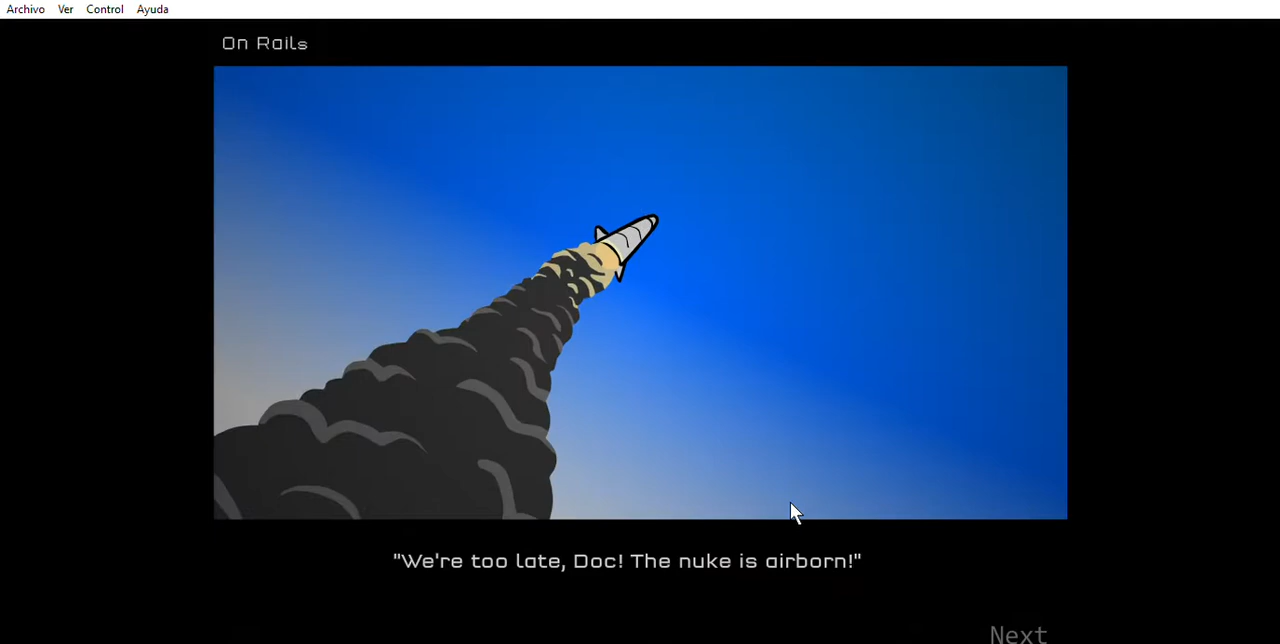 Archivo Ver Control Ayuda
On Rails
"We're too late, Doc! The nuke is airborn!"
Next